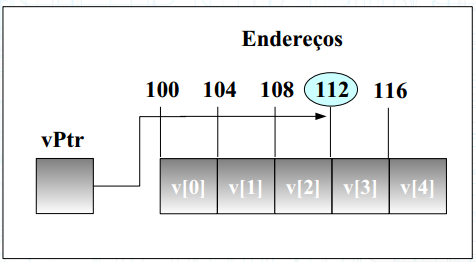 Endereços
100 104 108 112 116
vPtr
v[0] v[1] v[2] v[3] v[4]